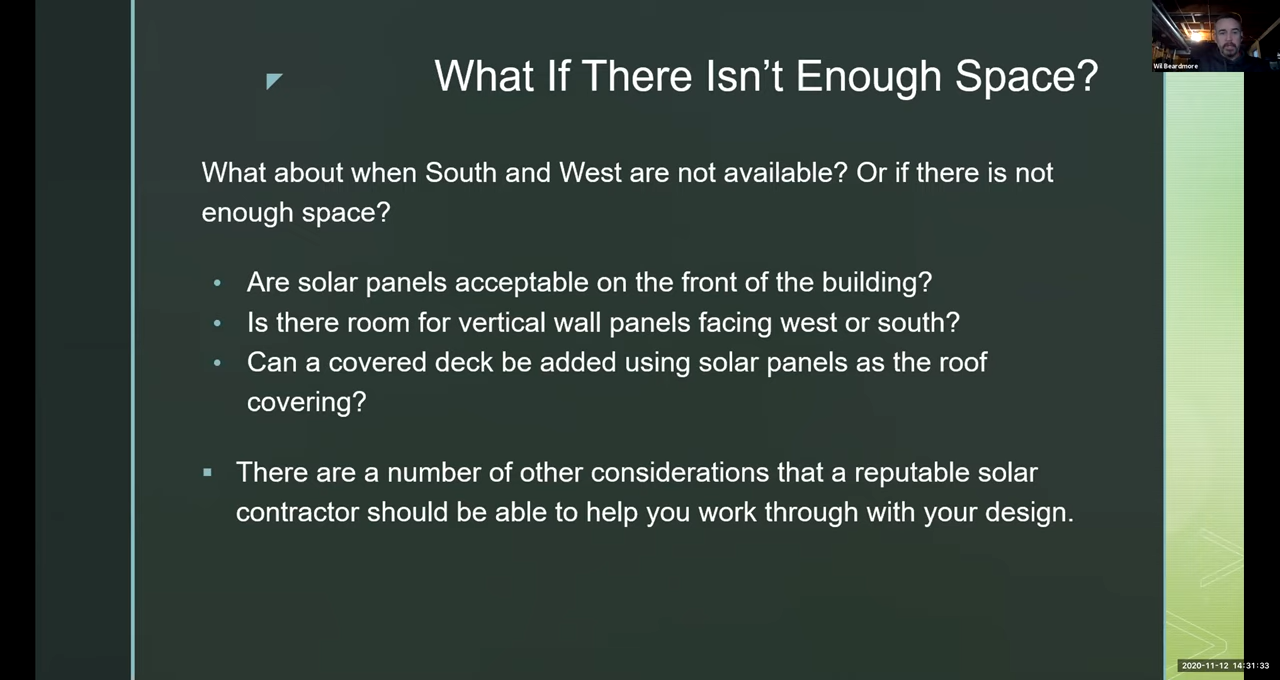 What If There Isn’t Enough Space?
Wil Beardmore
What about when South and West are not available? Or if there is not
enough space?
• Are solar panels acceptable on the front of the building?
• Is there room for vertical wall panels facing west or south?
• Can a covered deck be added using solar panels as the roof
covering?
▪ There are a number of other considerations that a reputable solar
contractor should be able to help you work through with your design.
2020-11-12 14:31:33